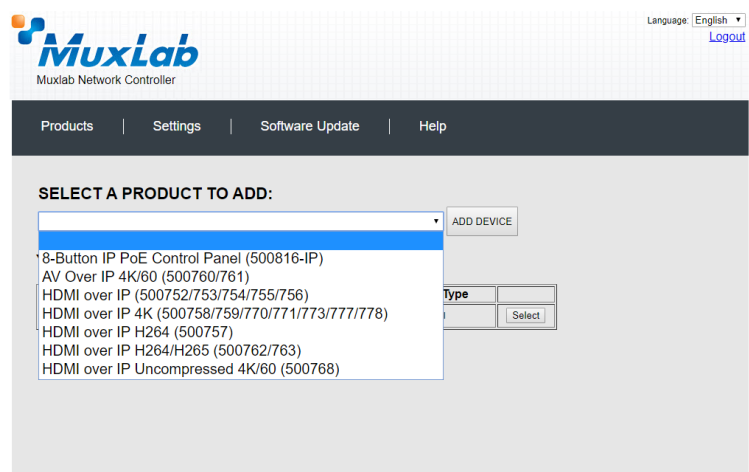 Language: English
Logout
MuxLab
Muxlab Network Controller
Products | Settings | Software Update | Help
SELECT A PRODUCT TO ADD:
ADD DEVICE
8-Button IP PoE Control Panel (500816-IP)
AV Over IP 4K/60 (500760/761)
HDMI over IP (500752/753/754/755/756)
Type
HDMI over IP 4K (500758/759/770/771/773/777/778)
Select
HDMI over IP H264 (500757)
HDMI over IP H264/H265 (500762/763)
HDMI over IP Uncompressed 4K/60 (500768)